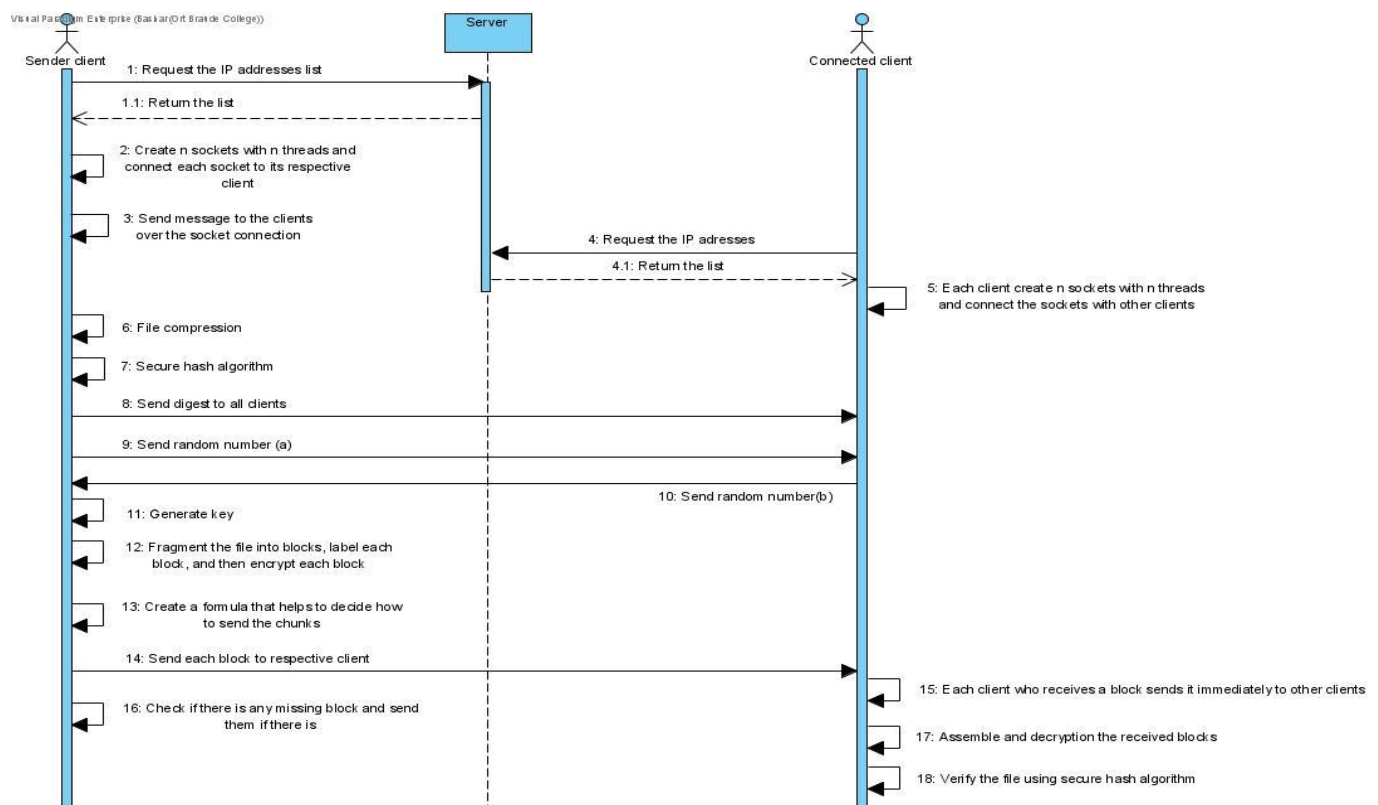 Visual Paradigm Enterprise (Bashar(Ort Braude College))
Sender client
Server
Connected client
1: Request the IP addresses list
1.1: Return the list
2: Create n sockets with n threads and
connect each socket to its respective
client
3: Send message to the clients
over the socket connection
4: Request the IP adresses
4.1: Return the list
5: Each client create n sockets with n threads
and connect the sockets with other clients
6: File compression
7: Secure hash algorithm
8: Send digest to all clients
9: Send random number (a)
10: Send random number(b)
11: Generate key
12: Fragment the file into blocks, label each
block, and then encrypt each block
13: Create a formula that helps to decide how
to send the chunks
14: Send each block to respective client
15: Each client who receives a block sends it immediately to other clients
16: Check if there is any missing block and send
them if there is
17: Assemble and decryption the received blocks
18: Verify the file using secure hash algorithm